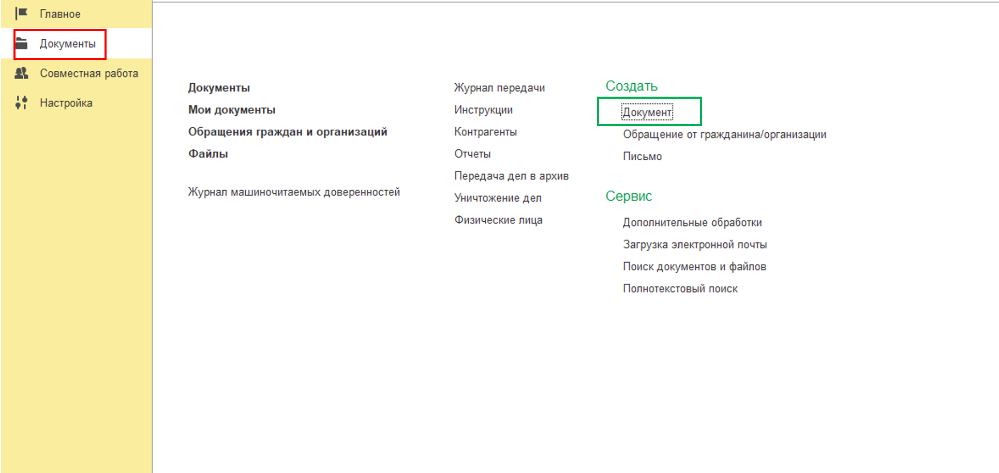 Главное
Документы
Совместная работа
Настройка
Документы
Мои документы
Обращения граждан и организаций
Файлы
Журнал машиночитаемых доверенностей
Журнал передачи
Инструкции
Контрагенты
Отчеты
Передача дел в архив
Уничтожение дел
Физические лица
Создать
Документ
Обращение от гражданина/организации
Письмо
Сервис
Дополнительные обработки
Загрузка электронной почты
Поиск документов и файлов
Полнотекстовый поиск